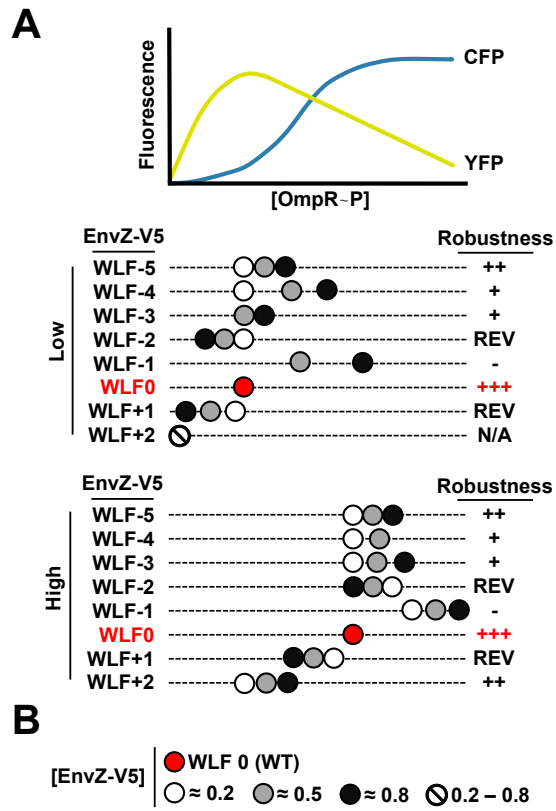 A
Fluorescence
CFP
YFP
[OmpR~P]
EnvZ-V5 Robustness
Low
WLF-5 ++
WLF-4 +
WLF-3 +
WLF-2 REV
WLF-1 -
WLF0 +++
WLF+1 REV
WLF+2 N/A
EnvZ-V5 Robustness
High
WLF-5 ++
WLF-4 +
WLF-3 +
WLF-2 REV
WLF-1 -
WLF0 +++
WLF+1 REV
WLF+2 ++
B
[EnvZ-V5]
WLF 0 (WT)
≈ 0.2 ≈ 0.5 ≈ 0.8 0.2 – 0.8